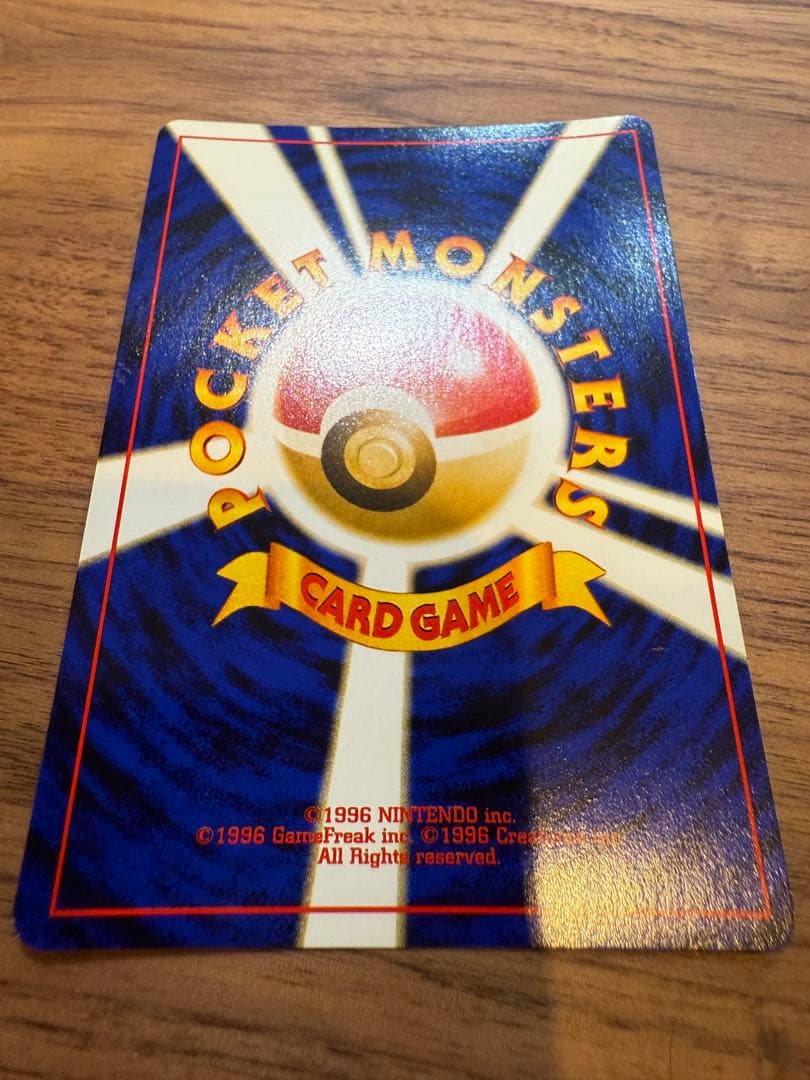 POCKET MONSTERS
CARD GAME
©1996 NINTENDO inc.
©1996 GameFreak inc. ©1996
All Rights reserved.